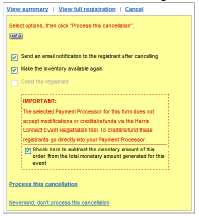 View summary | View full registration | Cancel
Select options, then click "Process this cancellation".
Send an email notification to the registrant after cancelling
Make the inventory available again
Credit the registrant
IMPORTANT:
The selected Payment Processor for this form does not
accept modifications or credits/refunds via the Harris
Connect Event Registration tool. To credit/refund these
registrants go directly into your Payment Processor.
Check here to subtract the monetary amount of this
order from the total monetary amount generated for this
event
Process this cancellation
Nevermind, don't process this cancellation